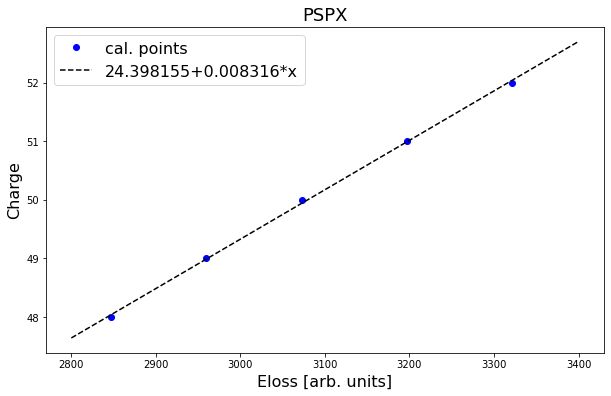 PSPX
cal. points
24.398155+0.008316*x
Charge
52
51
50
49
48
2800 2900 3000 3100 3200 3300 3400
Eloss [arb. units]